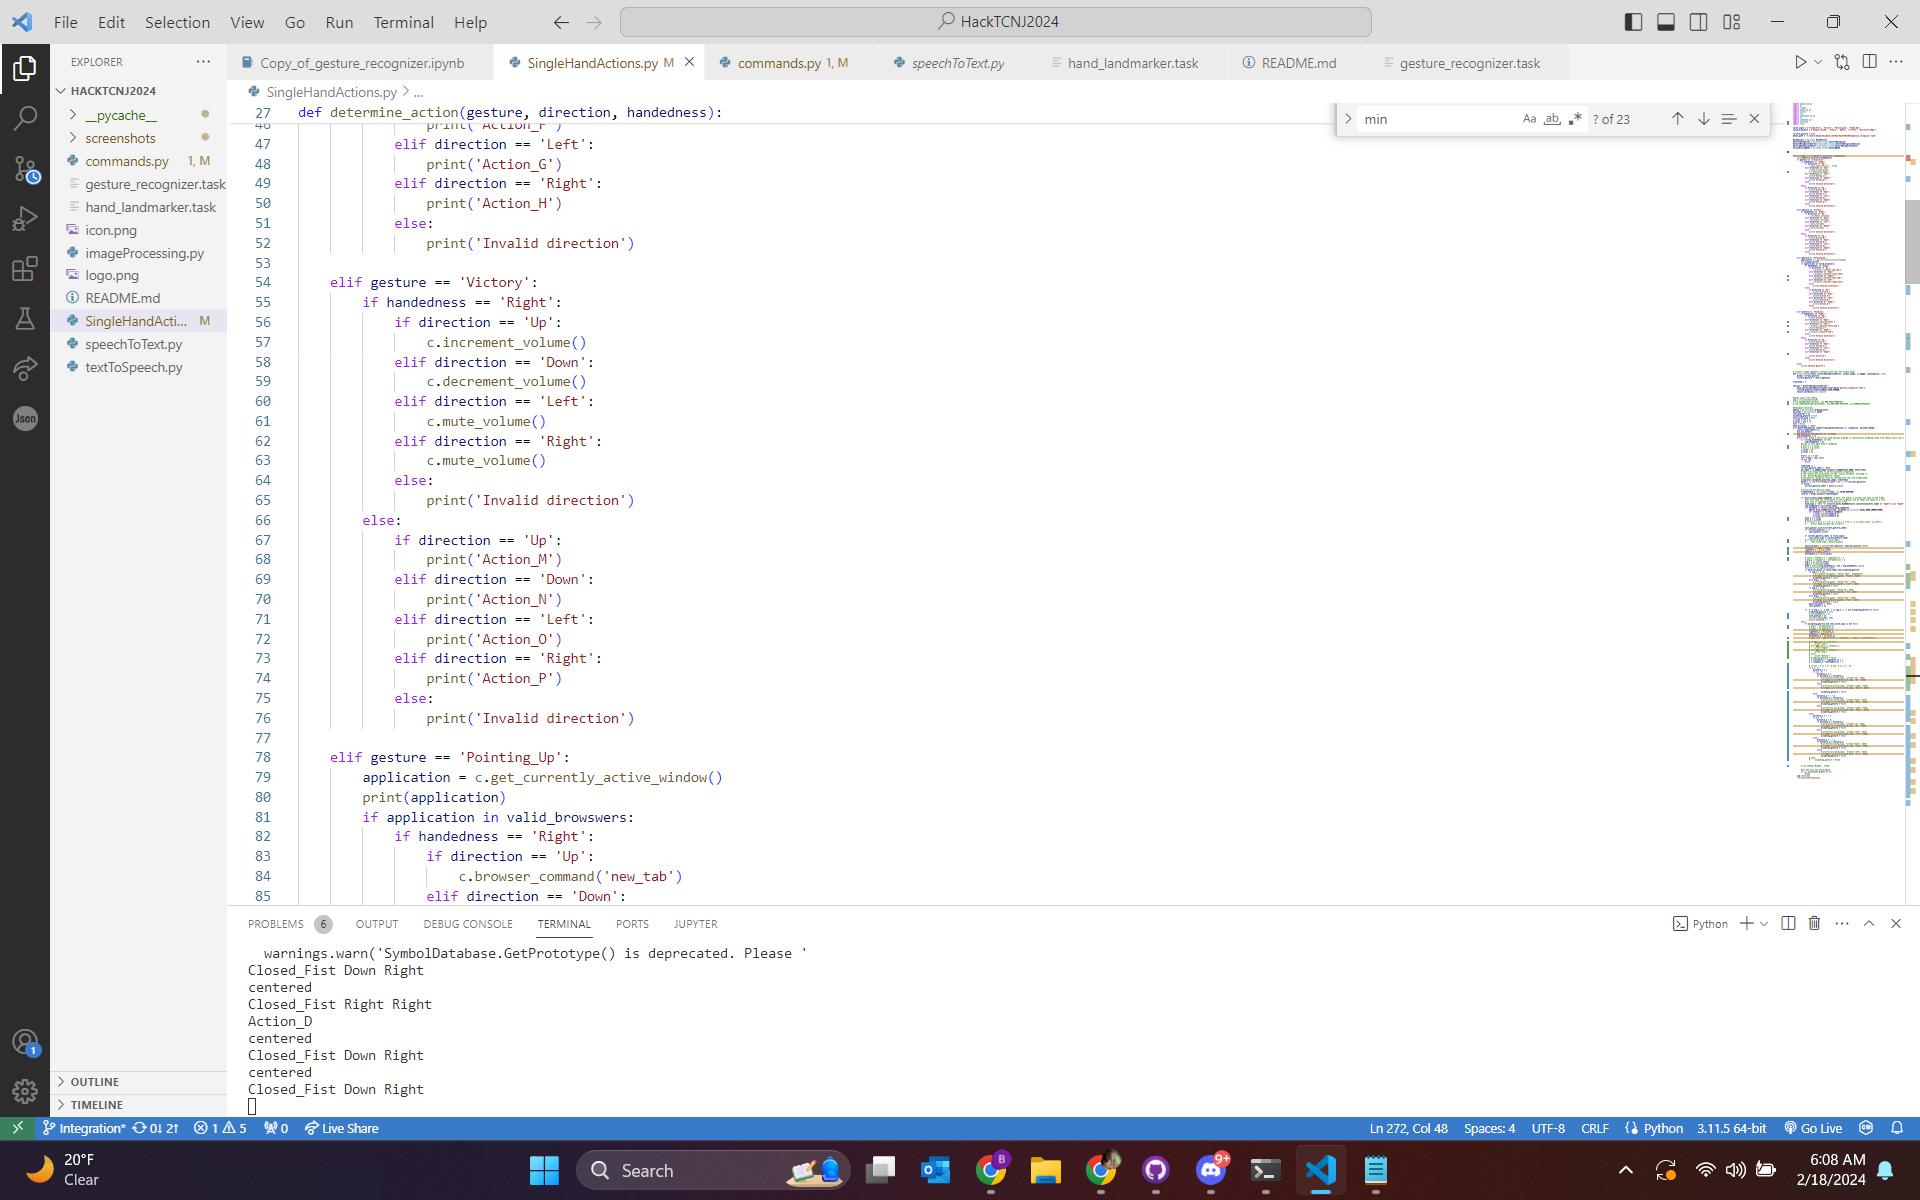 File Edit Selection View Go Run Terminal Help
HackTCNJ2024
EXPLORER
Copy_of_gesture_recognizer.ipynb
SingleHandActions.py M
commands.py 1, M
speechToText.py
hand_landmarker.task
README.md
gesture_recognizer.task
SingleHandActions.py > ...
HACKTCNJ2024
__pycache__
screenshots
commands.py 1, M
gesture_recognizer.task
hand_landmarker.task
icon.png
imageProcessing.py
logo.png
README.md
SingleHandActi... M
speechToText.py
textToSpeech.py
Json
OUTLINE
TIMELINE
min
Aa ab ? of 23
27 def determine_action(gesture, direction, handedness):
46 print('Action_F')
47 elif direction == 'Left':
48 print('Action_G')
49 elif direction == 'Right':
50 print('Action_H')
51 else:
52 print('Invalid direction')
53
54 elif gesture == 'Victory':
55 if handedness == 'Right':
56 if direction == 'Up':
57 c.increment_volume()
58 elif direction == 'Down':
59 c.decrement_volume()
60 elif direction == 'Left':
61 c.mute_volume()
62 elif direction == 'Right':
63 c.mute_volume()
64 else:
65 print('Invalid direction')
66 else:
67 if direction == 'Up':
68 print('Action_M')
69 elif direction == 'Down':
70 print('Action_N')
71 elif direction == 'Left':
72 print('Action_O')
73 elif direction == 'Right':
74 print('Action_P')
75 else:
76 print('Invalid direction')
77
78 elif gesture == 'Pointing_Up':
79 application = c.get_currently_active_window()
80 print(application)
81 if application in valid_browswers:
82 if handedness == 'Right':
83 if direction == 'Up':
84 c.browser_command('new_tab')
85 elif direction == 'Down':
PROBLEMS 6 OUTPUT DEBUG CONSOLE TERMINAL PORTS JUPYTER
Python
warnings.warn('SymbolDatabase.GetPrototype() is deprecated. Please '
Closed_Fist Down Right
centered
Closed_Fist Right Right
Action_D
centered
Closed_Fist Down Right
centered
Closed_Fist Down Right
1
Integration* 0↓ 2↑ 1 5 0 Live Share
Ln 272, Col 48 Spaces: 4 UTF-8 CRLF Python 3.11.5 64-bit Go Live
20°F
Clear
Search
B
9+
6:08 AM
2/18/2024